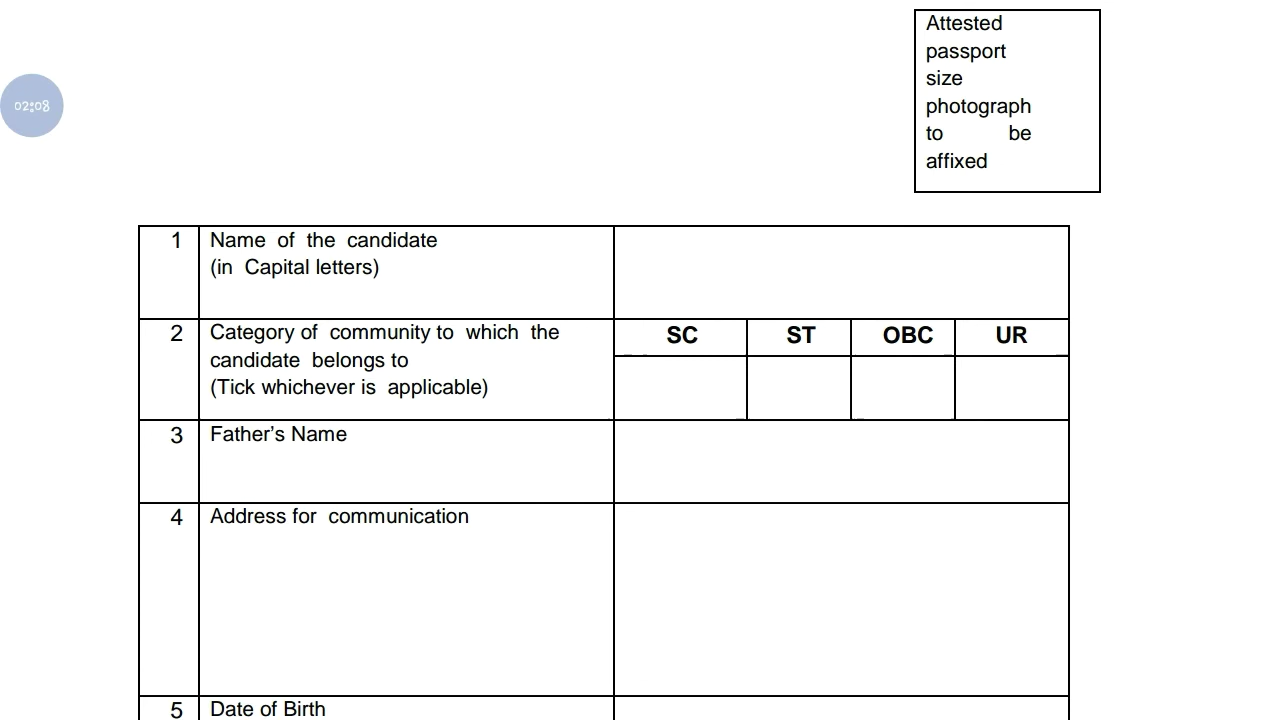 Attested
passport
size
photograph
to be
affixed
02:08
1 Name of the candidate
(in Capital letters)
2 Category of community to which the SC ST OBC UR
candidate belongs to
(Tick whichever is applicable)
3 Father’s Name
4 Address for communication
5 Date of Birth